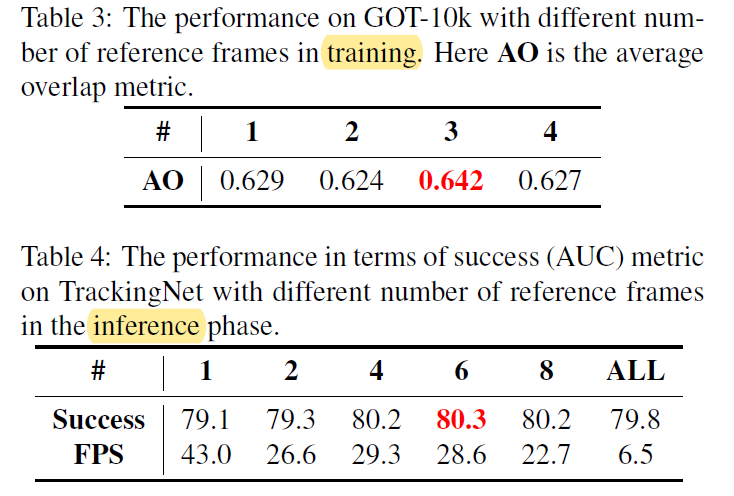 Table 3: The performance on GOT-10k with different num-
ber of reference frames in training. Here AO is the average
overlap metric.
# 1 2 3 4
AO 0.629 0.624 0.642 0.627
Table 4: The performance in terms of success (AUC) metric
on TrackingNet with different number of reference frames
in the inference phase.
# 1 2 4 6 8 ALL
Success 79.1 79.3 80.2 80.3 80.2 79.8
FPS 43.0 26.6 29.3 28.6 22.7 6.5